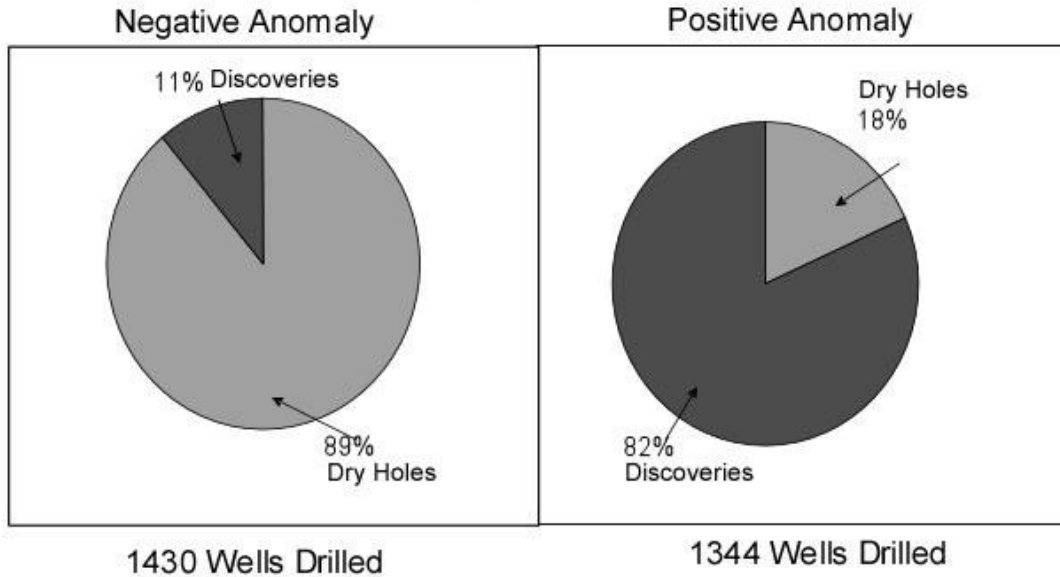 Negative Anomaly
11% Discoveries
89%
Dry Holes
1430 Wells Drilled
Positive Anomaly
Dry Holes
18%
82%
Discoveries
1344 Wells Drilled